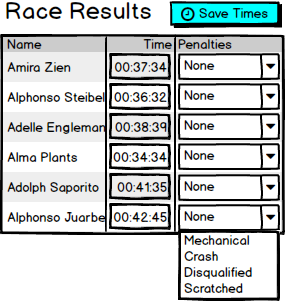 Race Results
Save Times
Name Time Penalties
Amira Zien 00:37:34 None
Alphonso Steibel 00:36:32 None
Adelle Engleman 00:38:39 None
Alma Plants 00:34:34 None
Adolph Saporito 00:41:35 None
Alphonso Juarbe 00:42:45 None
Mechanical
Crash
Disqualified
Scratched